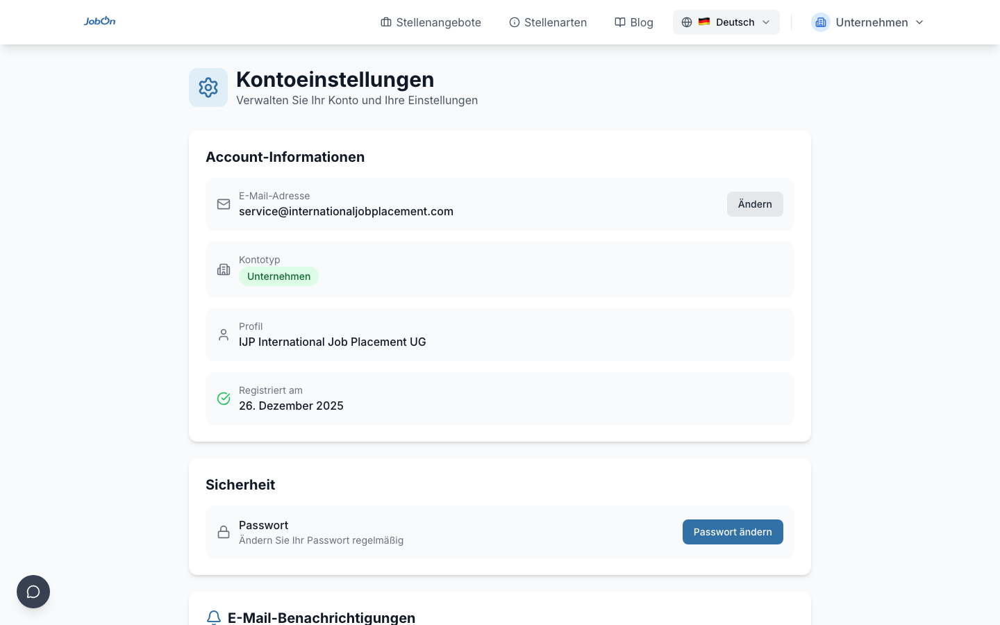 JobOn
Stellenangebote
Stellenarten
Blog
Deutsch
Unternehmen
Kontoeinstellungen
Verwalten Sie Ihr Konto und Ihre Einstellungen
Account-Informationen
E-Mail-Adresse
service@internationaljobplacement.com
Ändern
Kontotyp
Unternehmen
Profil
IJP International Job Placement UG
Registriert am
26. Dezember 2025
Sicherheit
Passwort
Ändern Sie Ihr Passwort regelmäßig
Passwort ändern
E-Mail-Benachrichtigungen